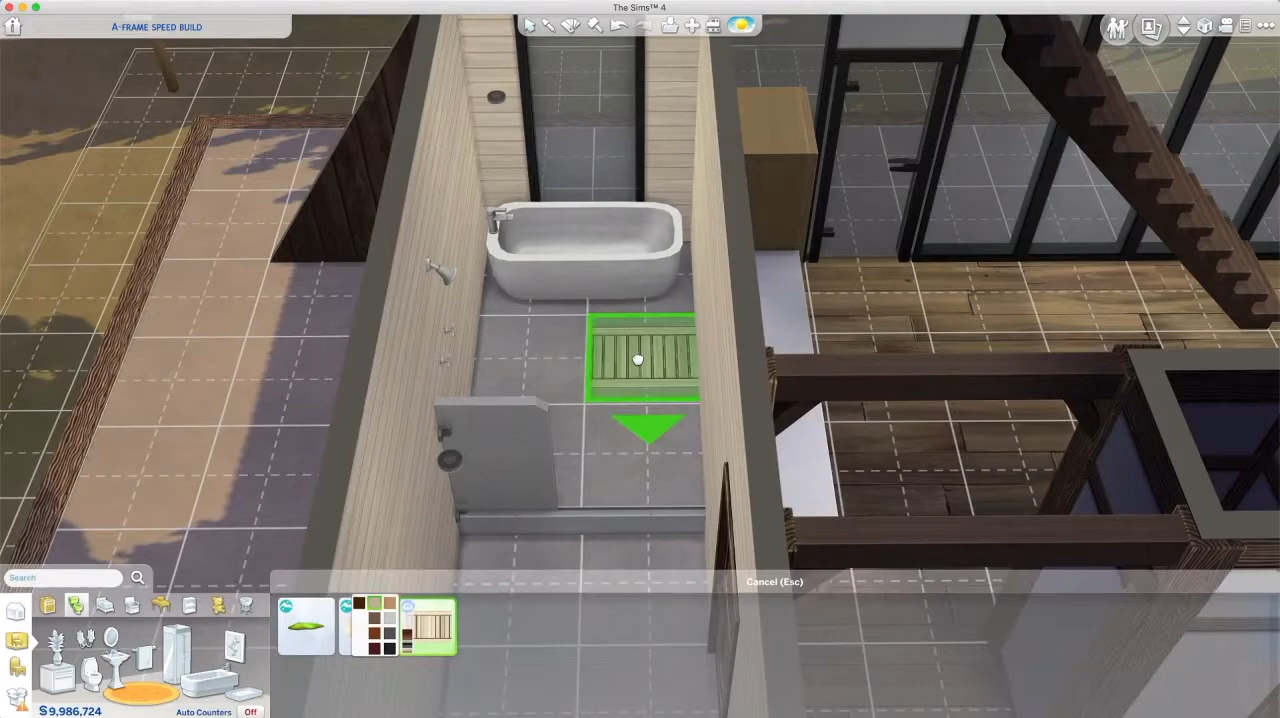 The Sims™ 4
A-FRAME SPEED BUILD
Cancel (Esc)
Search
§9,986,724
Auto Counters
Off